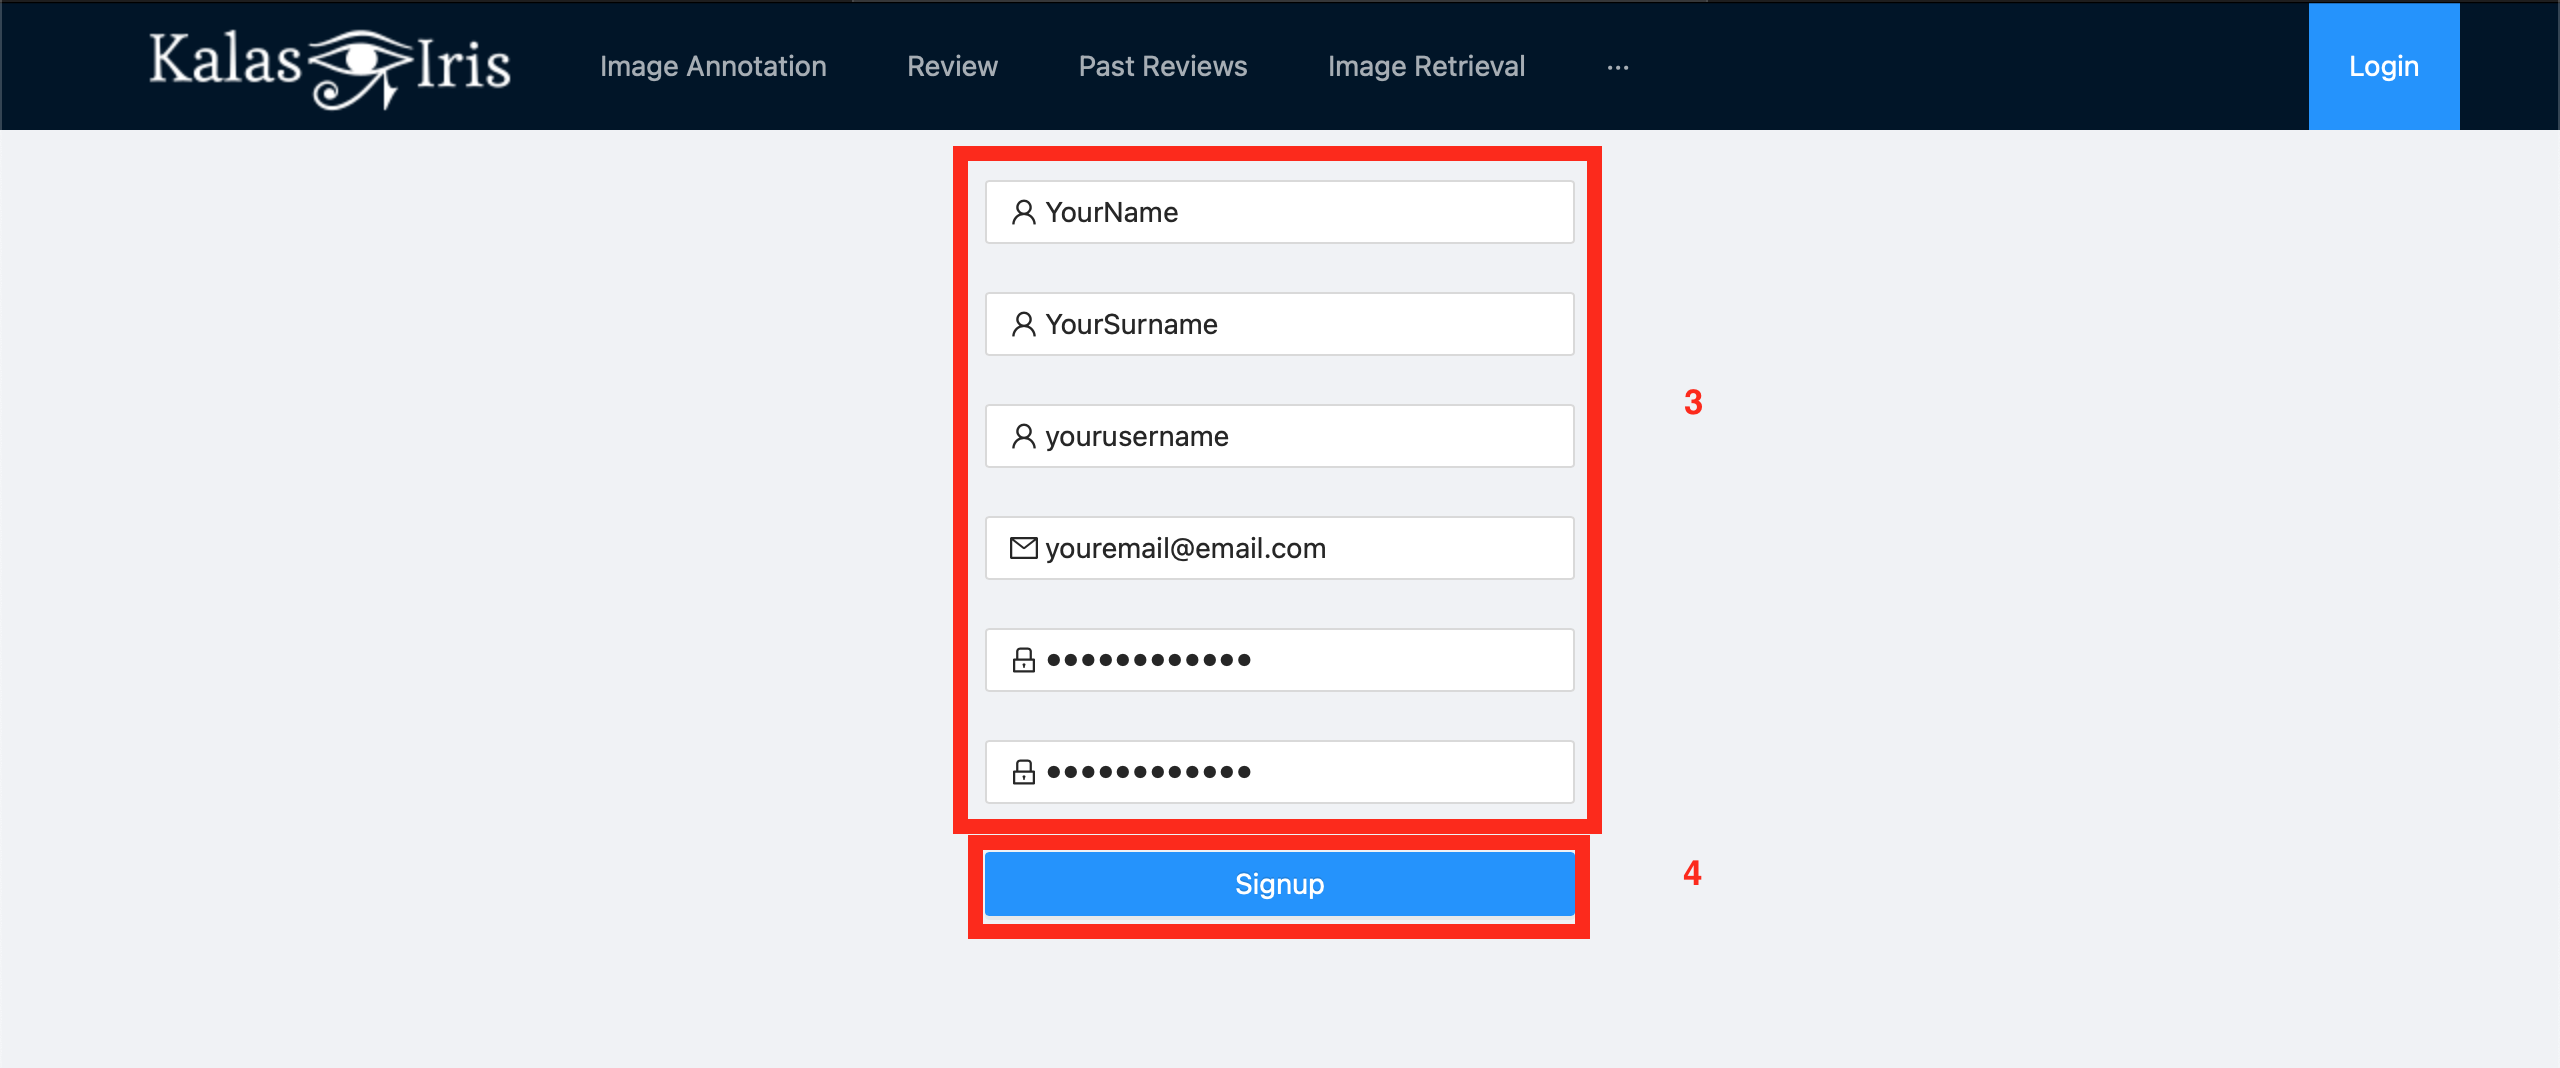 Kalas Iris Image Annotation Review Past Reviews Image Retrieval ··· Login
YourName
YourSurname
3
yourusername
youremail@email.com
••••••••••••
••••••••••••
Signup
4